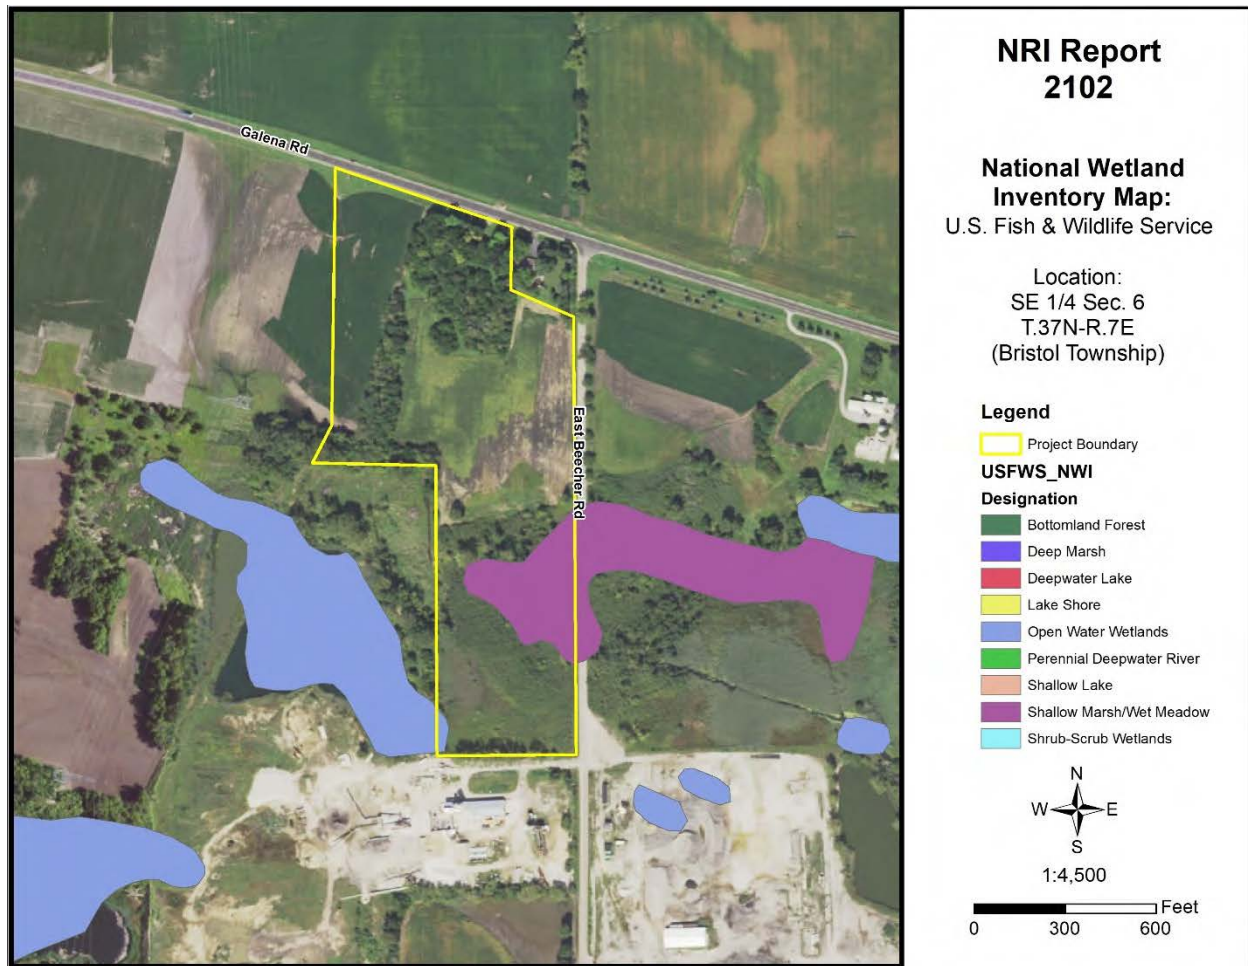 NRI Report
2102
National Wetland
Inventory Map:
U.S. Fish & Wildlife Service
Location:
SE 1/4 Sec. 6
T.37N-R.7E
(Bristol Township)
Legend
Project Boundary
USFWS_NWI
Designation
Bottomland Forest
Deep Marsh
Deepwater Lake
Lake Shore
Open Water Wetlands
Perennial Deepwater River
Shallow Lake
Shallow Marsh/Wet Meadow
Shrub-Scrub Wetlands
N
W E
S
1:4,500
Feet
0 300 600
Galena Rd
East Beecher Rd